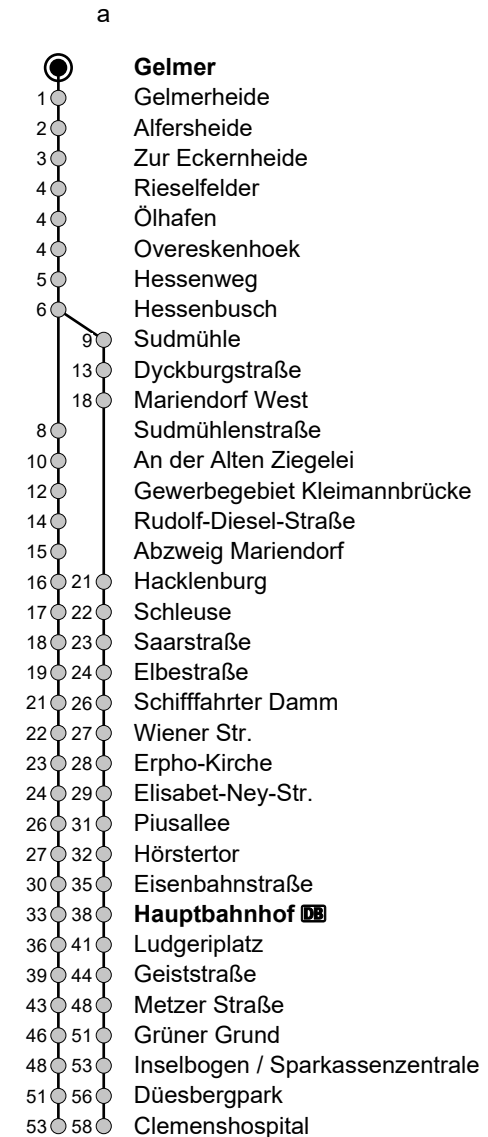 a
Gelmer
1 Gelmerheide
2 Alfersheide
3 Zur Eckernheide
4 Rieselfelder
4 Ölhafen
4 Overeskenhoek
5 Hessenweg
6 Hessenbusch
9 Sudmühle
13 Dyckburgstraße
18 Mariendorf West
8 Sudmühlenstraße
10 An der Alten Ziegelei
12 Gewerbegebiet Kleimannbrücke
14 Rudolf-Diesel-Straße
15 Abzweig Mariendorf
16 21 Hacklenburg
17 22 Schleuse
18 23 Saarstraße
19 24 Elbestraße
21 26 Schifffahrter Damm
22 27 Wiener Str.
23 28 Erpho-Kirche
24 29 Elisabet-Ney-Str.
26 31 Piusallee
27 32 Hörstertor
30 35 Eisenbahnstraße
33 38 Hauptbahnhof DB
36 41 Ludgeriplatz
39 44 Geiststraße
43 48 Metzer Straße
46 51 Grüner Grund
48 53 Inselbogen / Sparkassenzentrale
51 56 Düesbergpark
53 58 Clemenshospital